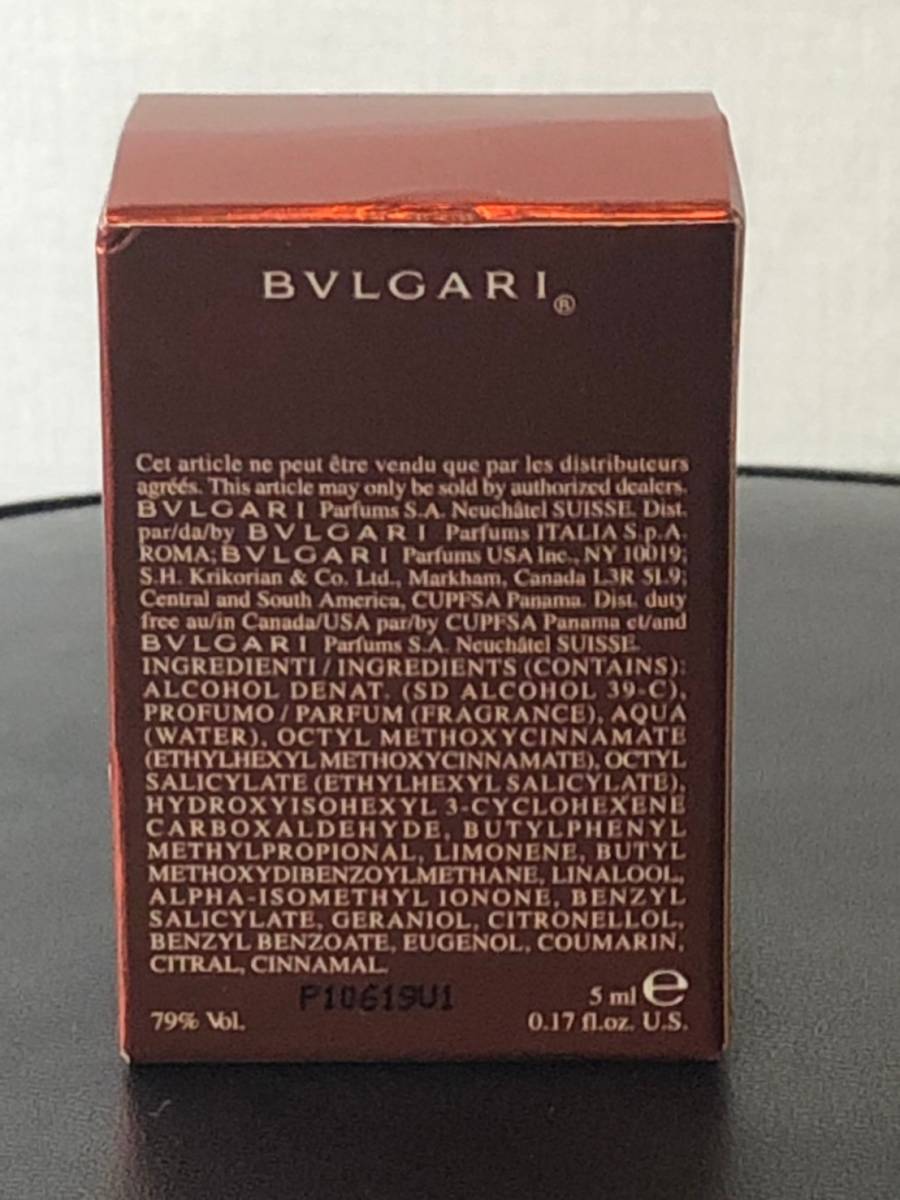 BVLGARI®
Cet article ne peut être vendu que par les distributeurs
agréés. This article may only be sold by authorized dealers.
BVLGARI Parfums S.A. Neuchâtel SUISSE. Dist.
par/da/by BVLGARI Parfums ITALIA S.p.A.
ROMA; BVLGARI Parfums USA Inc., NY 10019;
S.H. Krikorian & Co. Ltd., Markham, Canada L3R 5L9;
Central and South America, CUPFSA Panama. Dist. duty
free au/in Canada/USA par/by CUPFSA Panama et/and
BVLGARI Parfums S.A. Neuchâtel SUISSE.
INGREDIENTI / INGREDIENTS (CONTAINS):
ALCOHOL DENAT. (SD ALCOHOL 39-C),
PROFUMO / PARFUM (FRAGRANCE), AQUA
(WATER), OCTYL METHOXYCINNAMATE
(ETHYLHEXYL METHOXYCINNAMATE), OCTYL
SALICYLATE (ETHYLHEXYL SALICYLATE),
HYDROXYISOHEXYL 3-CYCLOHEXENE
CARBOXALDEHYDE, BUTYLPHENYL
METHYLPROPIONAL, LIMONENE, BUTYL
METHOXYDIBENZOYLMETHANE, LINALOOL,
ALPHA-ISOMETHYL IONONE, BENZYL
SALICYLATE, GERANIOL, CITRONELLOL,
BENZYL BENZOATE, EUGENOL, COUMARIN,
CITRAL, CINNAMAL.
P10619U1
5 ml e
79% Vol. 0.17 fl.oz. U.S.